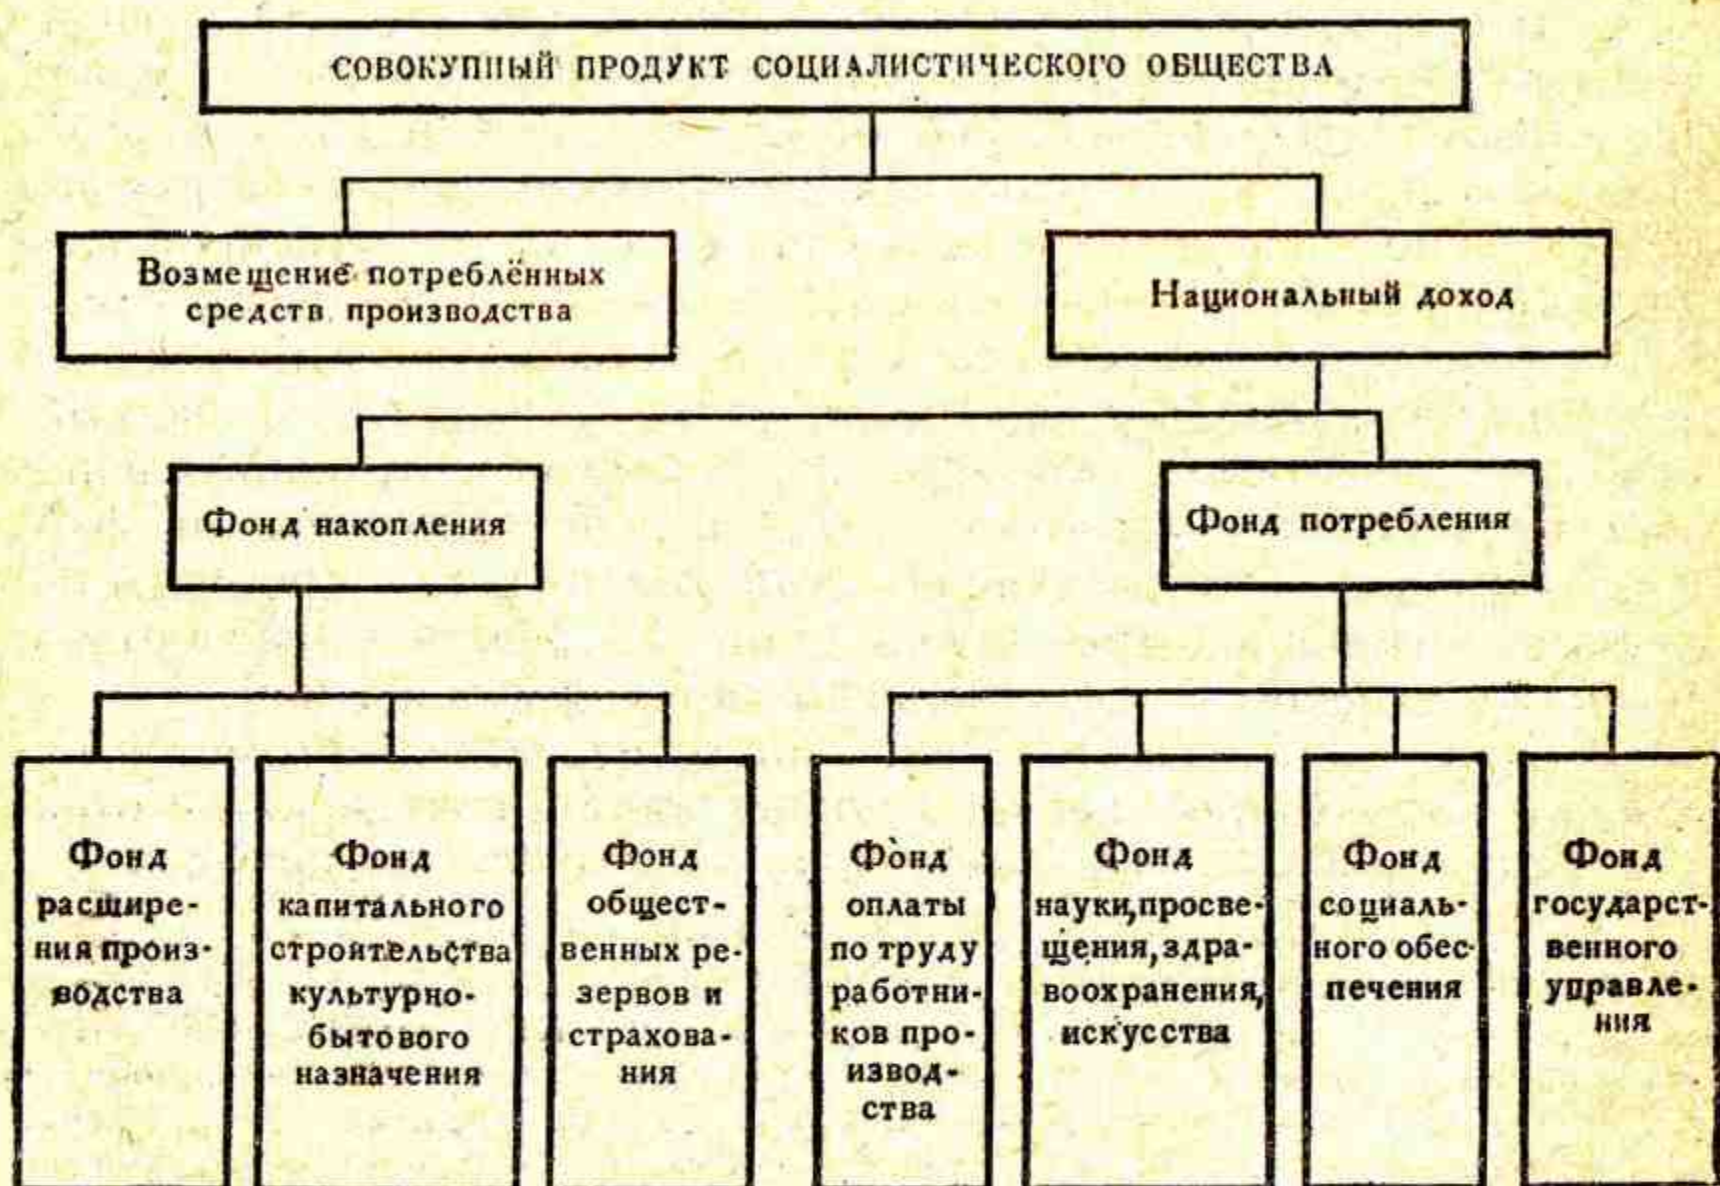 СОВОКУПНЫЙ ПРОДУКТ СОЦИАЛИСТИЧЕСКОГО ОБЩЕСТВА
Возмещение потреблённых
средств производства
Национальный доход
Фонд накопления
Фонд потребления
Фонд
расшире-
ния произ-
водства
Фонд
капитального
строительства
культурно-
бытового
назначения
Фонд
общест-
венных ре-
зервов и
страхова-
ния
Фонд
оплаты
по труду
работни-
ков про-
извод-
ства
Фонд
науки, просве-
щения, здра-
воохранения,
искусства
Фонд
социаль-
ного обес-
печения
Фонд
государст-
венного
управле-
ния